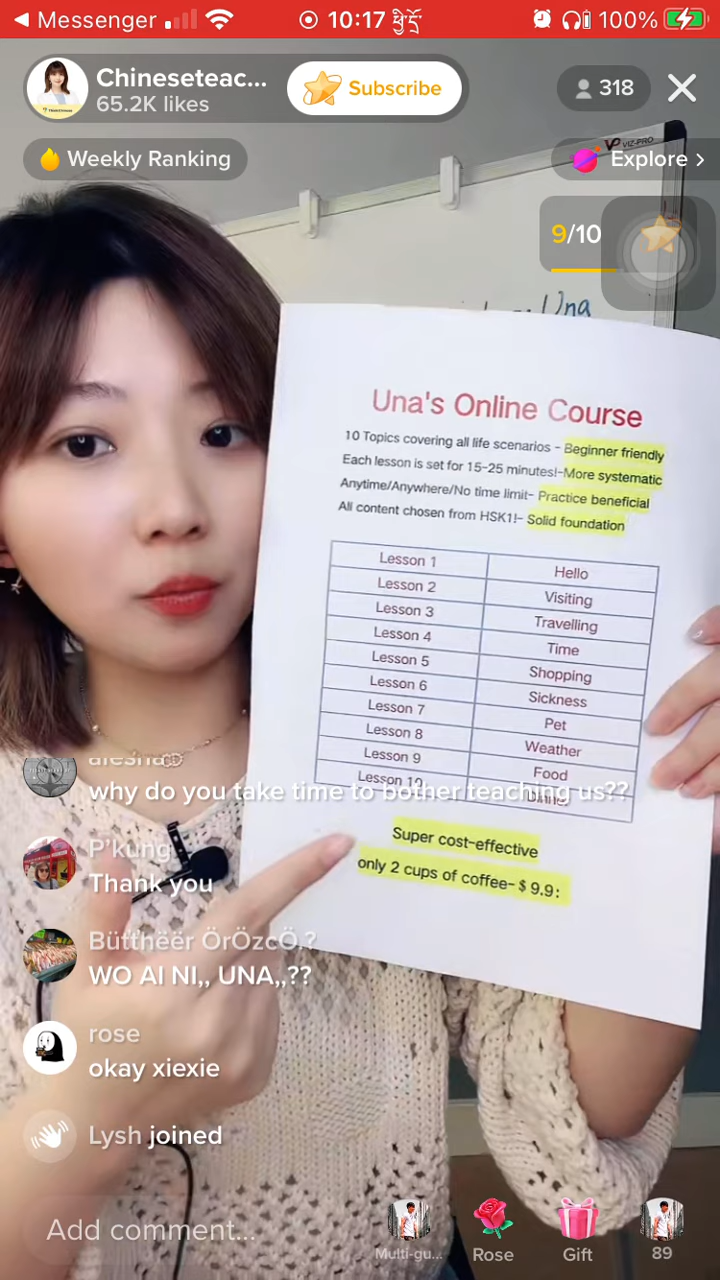 Messenger
10:17
100%
Chineseteac...
65.2K likes
Subscribe
318
Weekly Ranking
VP VIZ-PRO
Explore >
9/10
Una
Una's Online Course
10 Topics covering all life scenarios - Beginner friendly
Each lesson is set for 15-25 minutes!-More systematic
Anytime/Anywhere/No time limit- Practice beneficial
All content chosen from HSK1!- Solid foundation
Lesson 1 Hello
Lesson 2 Visiting
Lesson 3 Travelling
Lesson 4 Time
Lesson 5 Shopping
Lesson 6 Sickness
Lesson 7 Pet
Lesson 8 Weather
Lesson 9 Food
Lesson 10
why do you take time to bother teaching us??
Super cost-effective
only 2 cups of coffee- $ 9.9:
P'kung
Thank you
Büťthëër ÖrÖzcÖ.?
WO AI NI,, UNA,,??
rose
okay xiexie
Lysh joined
Add comment...
Multi-gu...
Rose
Gift
89